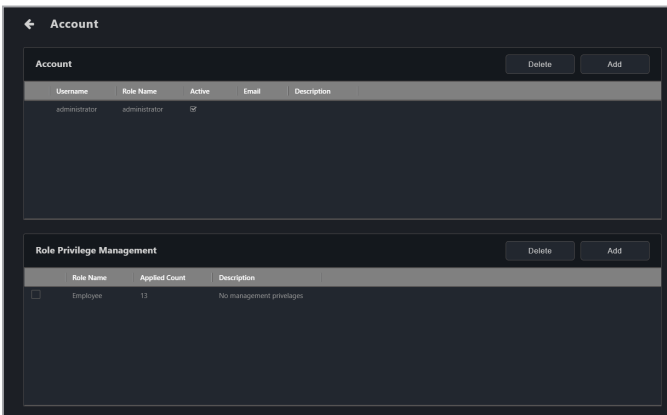 Account
Account Delete Add
Username Role Name Active Email Description
administrator administrator
Role Privilege Management Delete Add
Role Name Applied Count Description
Employee 13 No management privelages